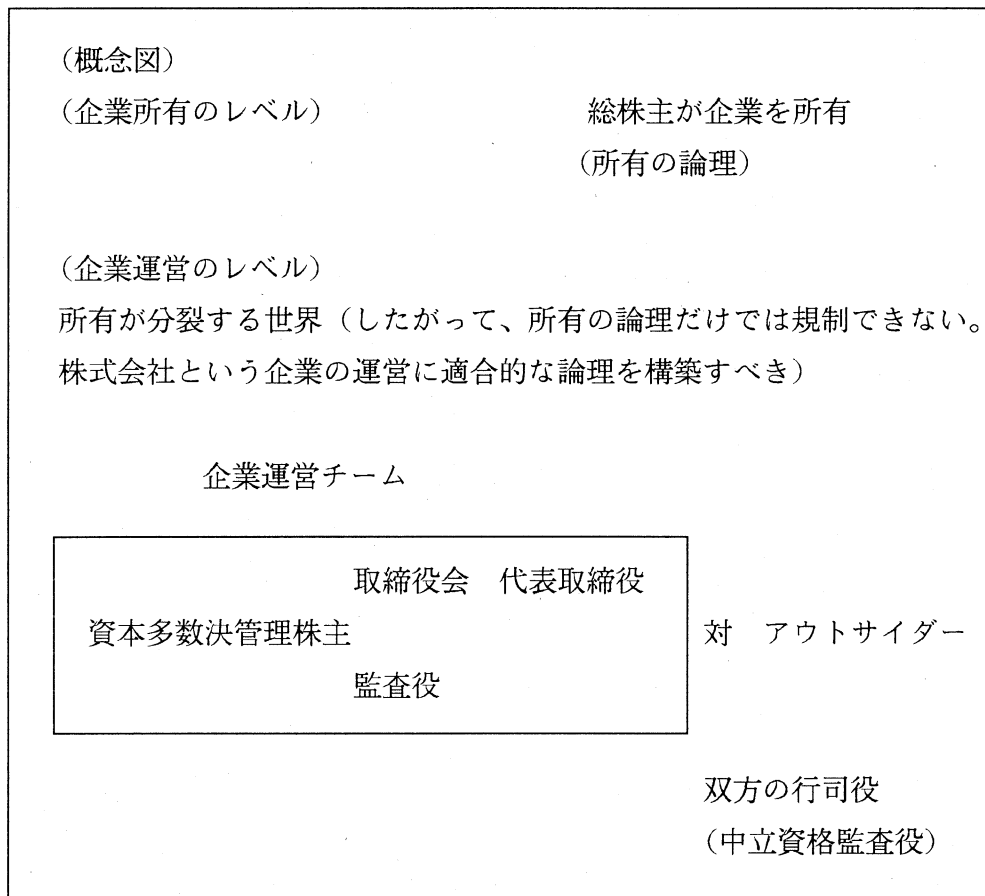 （概念図）
（企業所有のレベル）　総株主が企業を所有
（所有の論理）
（企業運営のレベル）
所有が分裂する世界（したがって、所有の論理だけでは規制できない。
株式会社という企業の運営に適合的な論理を構築すべき）
企業運営チーム
取締役会　代表取締役
資本多数決管理株主
対　アウトサイダー
監査役
双方の行司役
（中立資格監査役）